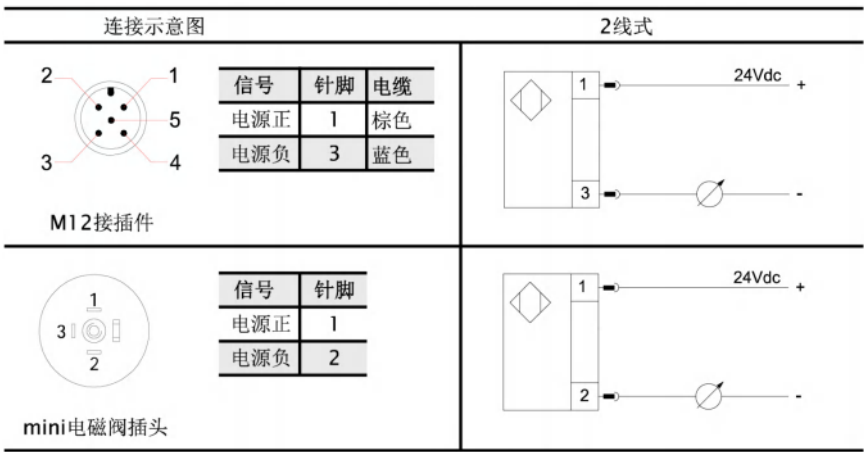 连接示意图 2线式
2 1
5
3 4
M12接插件
信号 针脚 电缆
电源正 1 棕色
电源负 3 蓝色
1 24Vdc +
3 -
1
3
2
mini电磁阀插头
信号 针脚
电源正 1
电源负 2
1 24Vdc +
2 -